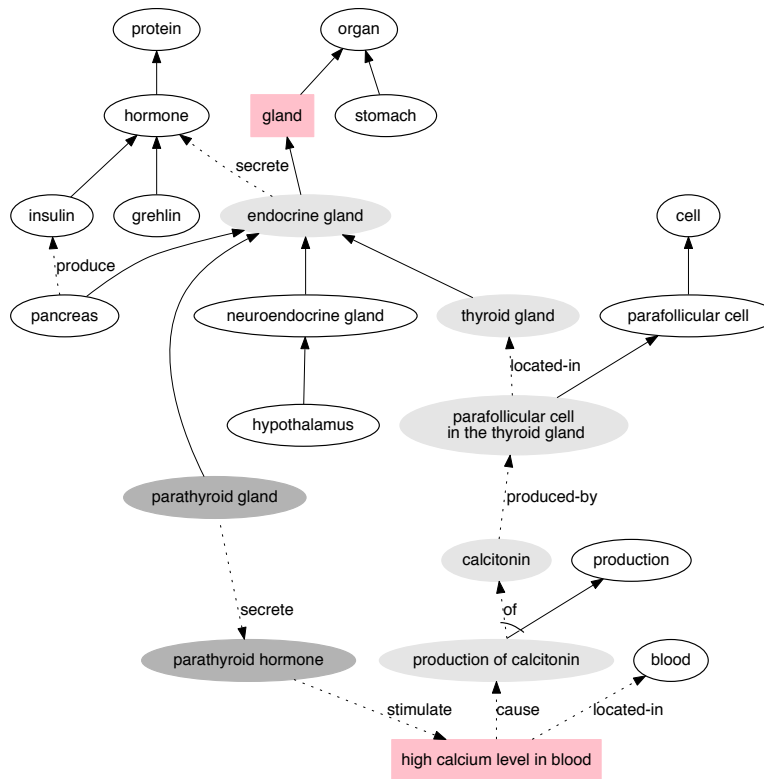 protein
organ
hormone
gland
stomach
secrete
insulin
grehlin
endocrine gland
cell
produce
pancreas
neuroendocrine gland
thyroid gland
parafollicular cell
located-in
hypothalamus
parafollicular cell
in the thyroid gland
parathyroid gland
produced-by
calcitonin
production
secrete
of
parathyroid hormone
production of calcitonin
blood
stimulate
cause
located-in
high calcium level in blood